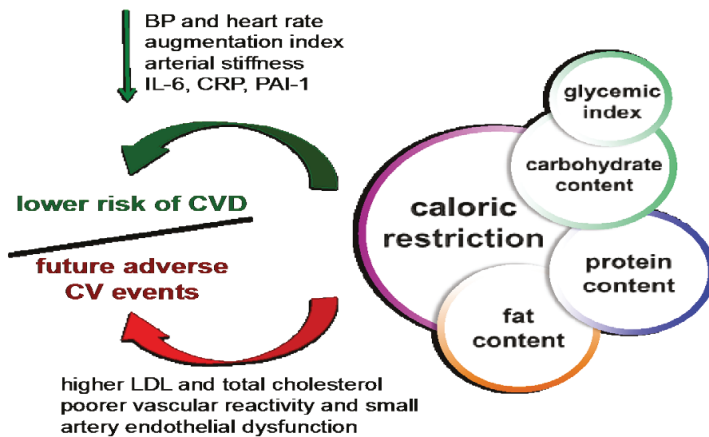 BP and heart rate
augmentation index
arterial stiffness
IL-6, CRP, PAI-1
lower risk of CVD
future adverse
CV events
higher LDL and total cholesterol
poorer vascular reactivity and small
artery endothelial dysfunction
glycemic
index
carbohydrate
content
caloric
restriction
protein
content
fat
content